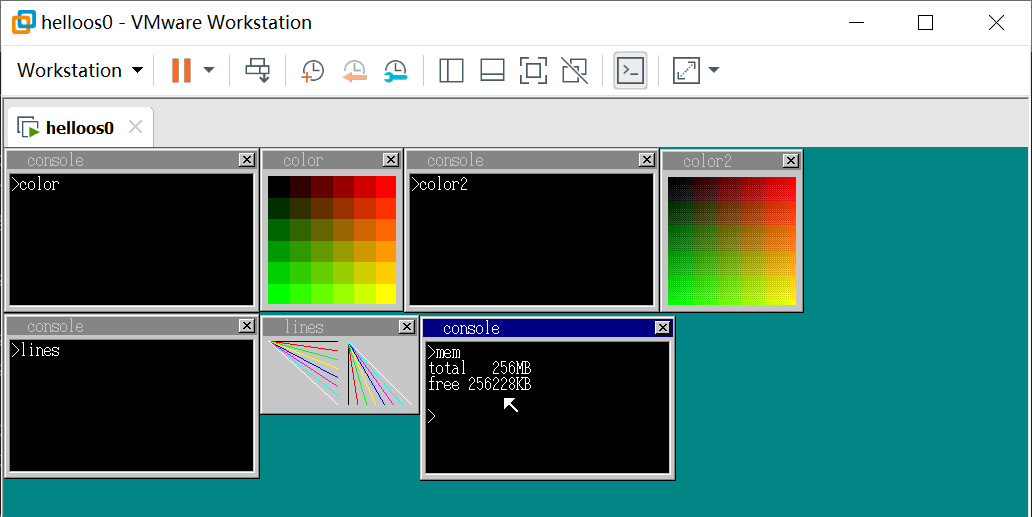 helloos0 - VMware Workstation
Workstation
helloos0
console
>color
color
console
>color2
color2
console
>lines
lines
console
>mem
total   256MB
free 256228KB
>